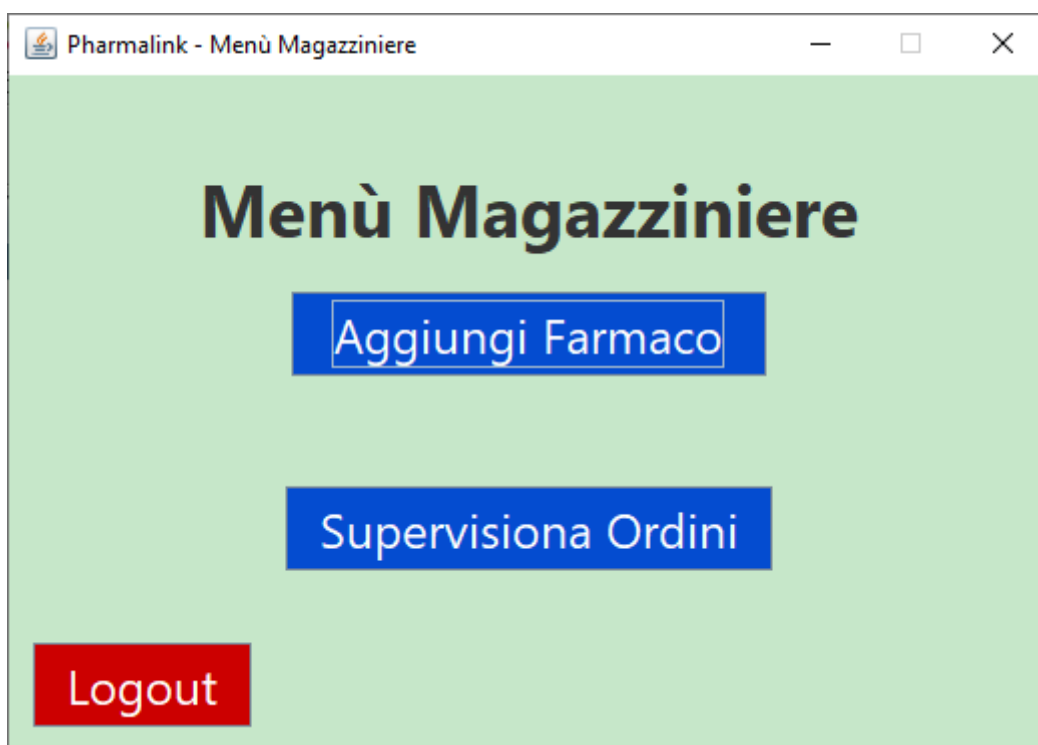 Pharmalink - Menù Magazziniere
Menù Magazziniere
Aggiungi Farmaco
Supervisiona Ordini
Logout